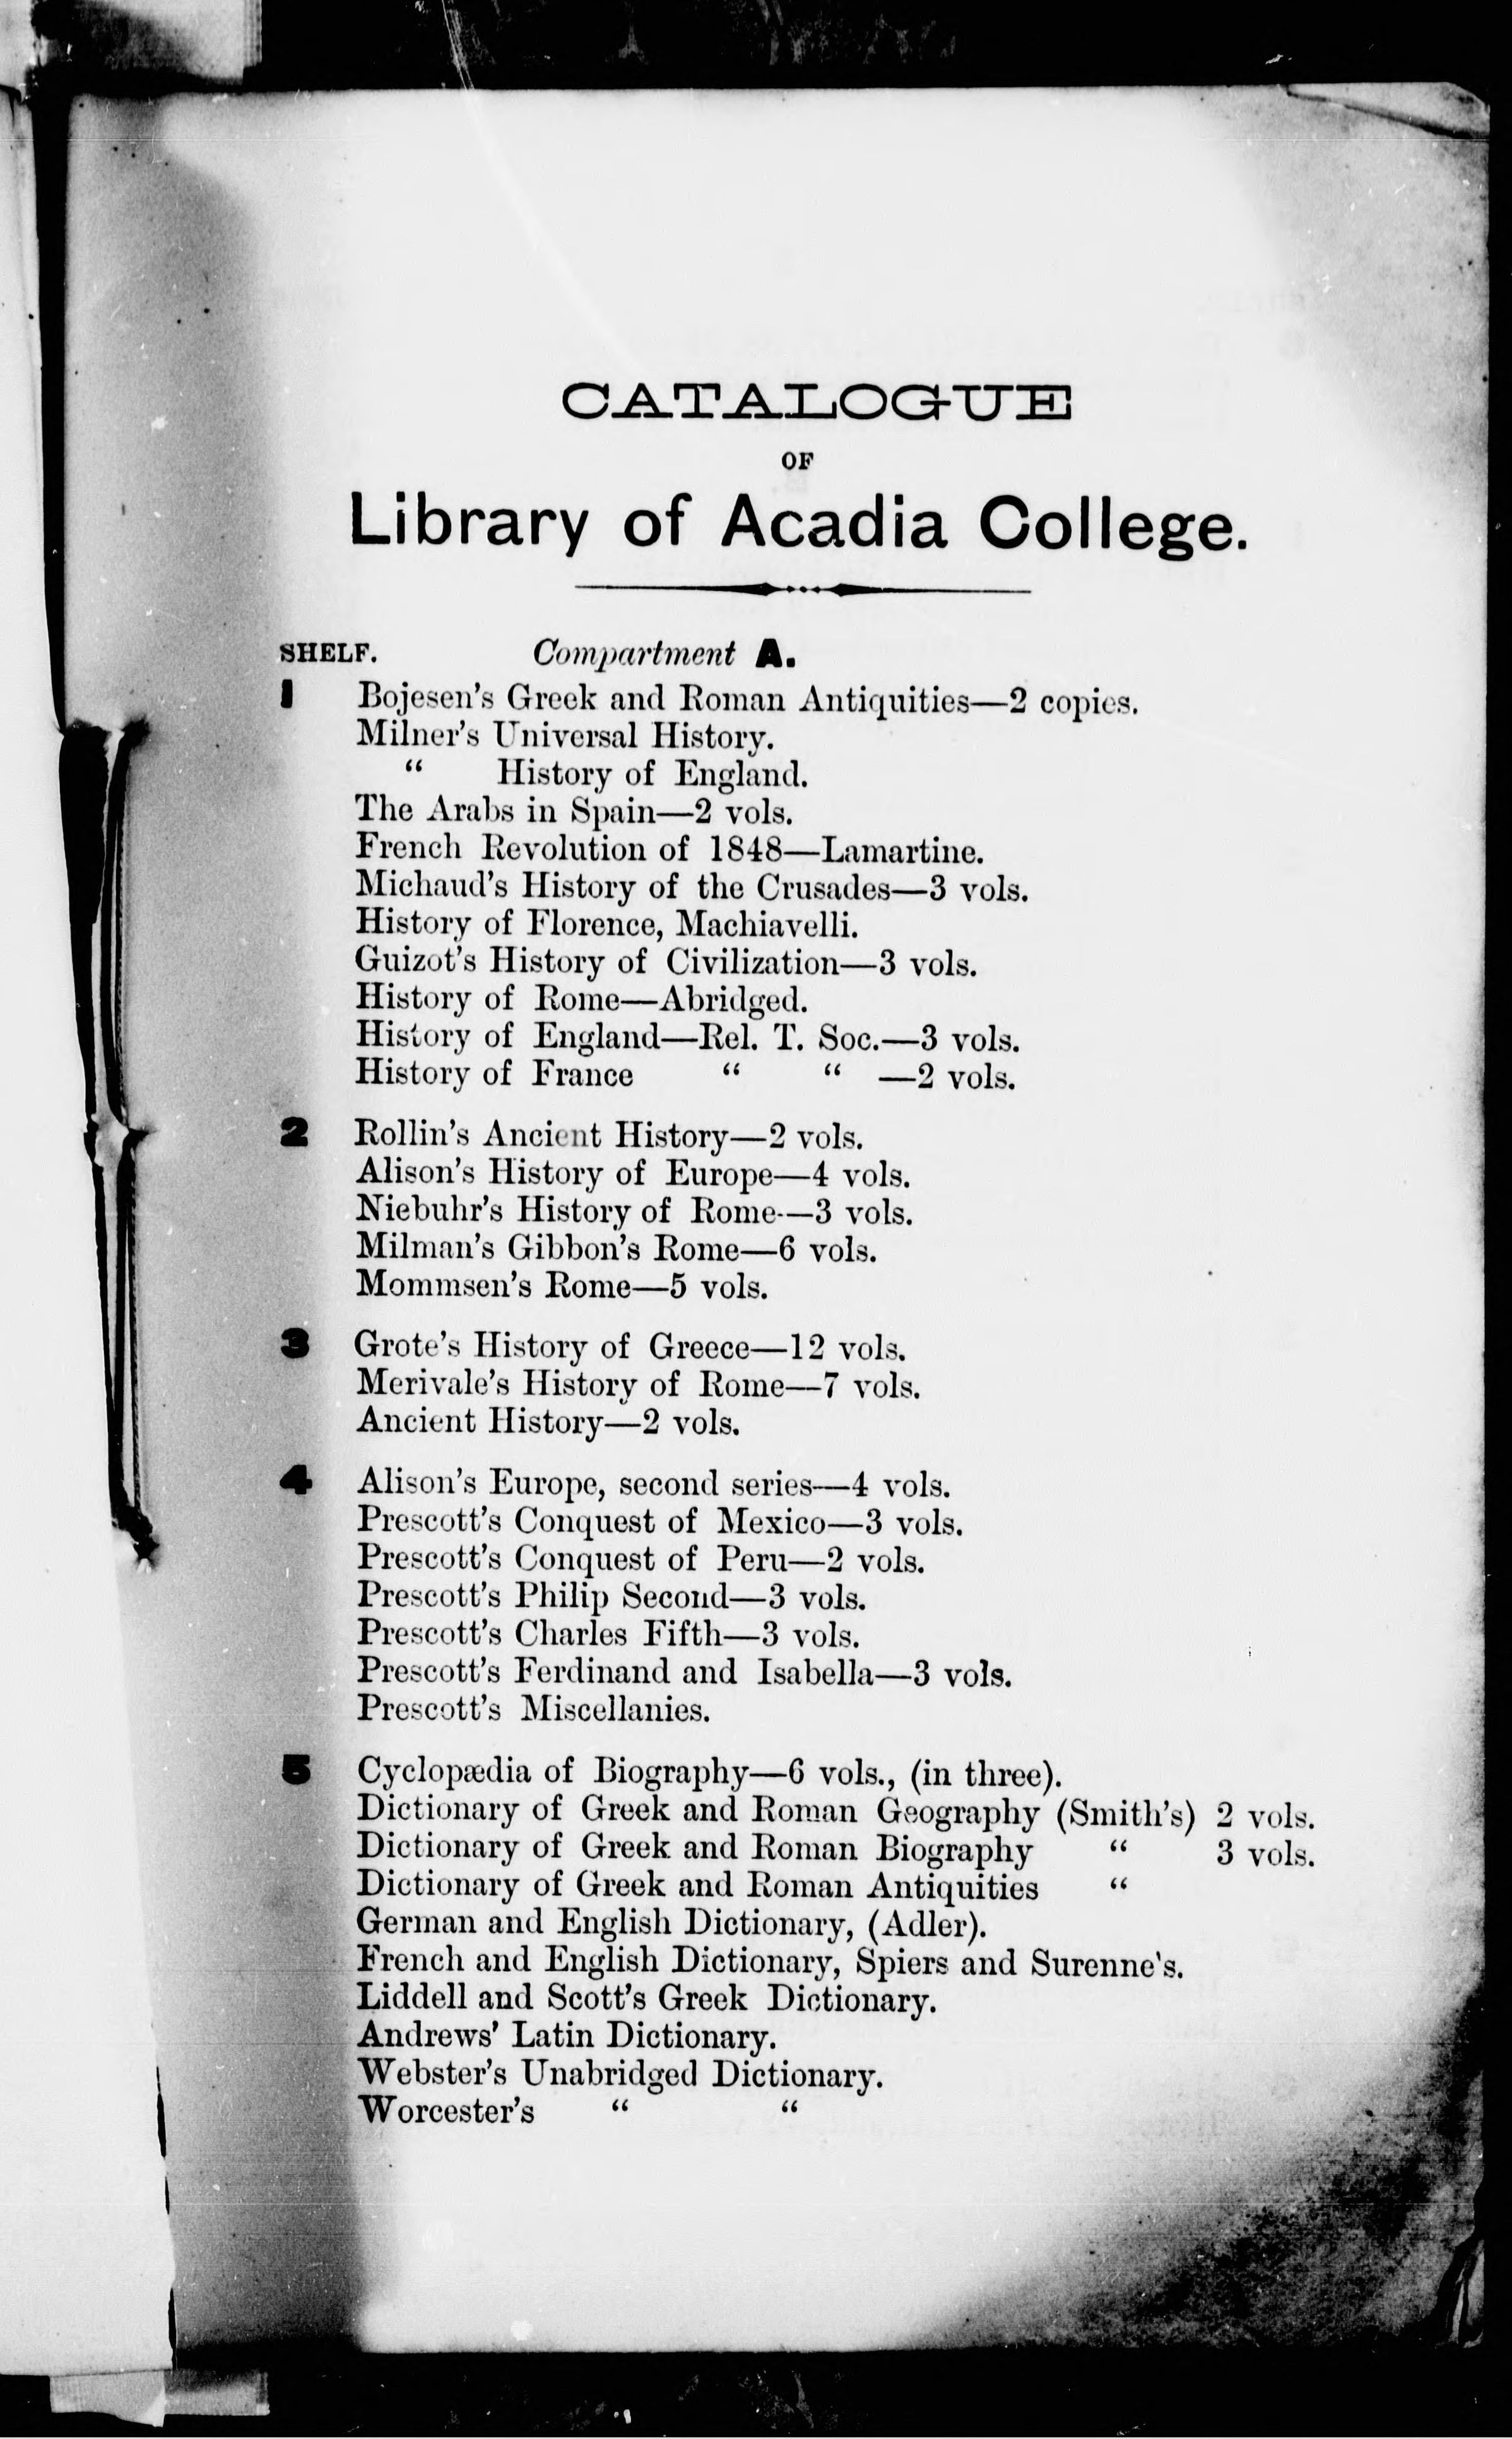 CATALOGUE
OF
Library of Acadia College.
SHELF. Compartment A.
1 Bojesen's Greek and Roman Antiquities—2 copies.
Milner's Universal History.
“ History of England.
The Arabs in Spain—2 vols.
French Revolution of 1848—Lamartine.
Michaud's History of the Crusades—3 vols.
History of Florence, Machiavelli.
Guizot's History of Civilization—3 vols.
History of Rome—Abridged.
History of England—Rel. T. Soc.—3 vols.
History of France “ “ —2 vols.
2 Rollin's Ancient History—2 vols.
Alison's History of Europe—4 vols.
Niebuhr's History of Rome—3 vols.
Milman's Gibbon's Rome—6 vols.
Mommsen's Rome—5 vols.
3 Grote's History of Greece—12 vols.
Merivale's History of Rome—7 vols.
Ancient History—2 vols.
4 Alison's Europe, second series—4 vols.
Prescott's Conquest of Mexico—3 vols.
Prescott's Conquest of Peru—2 vols.
Prescott's Philip Second—3 vols.
Prescott's Charles Fifth—3 vols.
Prescott's Ferdinand and Isabella—3 vols.
Prescott's Miscellanies.
5 Cyclopædia of Biography—6 vols., (in three).
Dictionary of Greek and Roman Geography (Smith's) 2 vols.
Dictionary of Greek and Roman Biography “ 3 vols.
Dictionary of Greek and Roman Antiquities “
German and English Dictionary, (Adler).
French and English Dictionary, Spiers and Surenne's.
Liddell and Scott's Greek Dictionary.
Andrews' Latin Dictionary.
Webster's Unabridged Dictionary.
Worcester's “ “